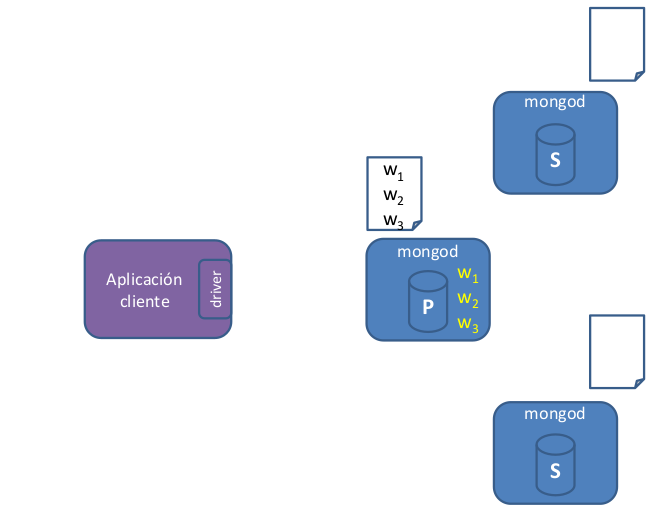 mongod
S
w1
w2
w3
mongod
w1
w2
w3
P
Aplicación
cliente
driver
mongod
S